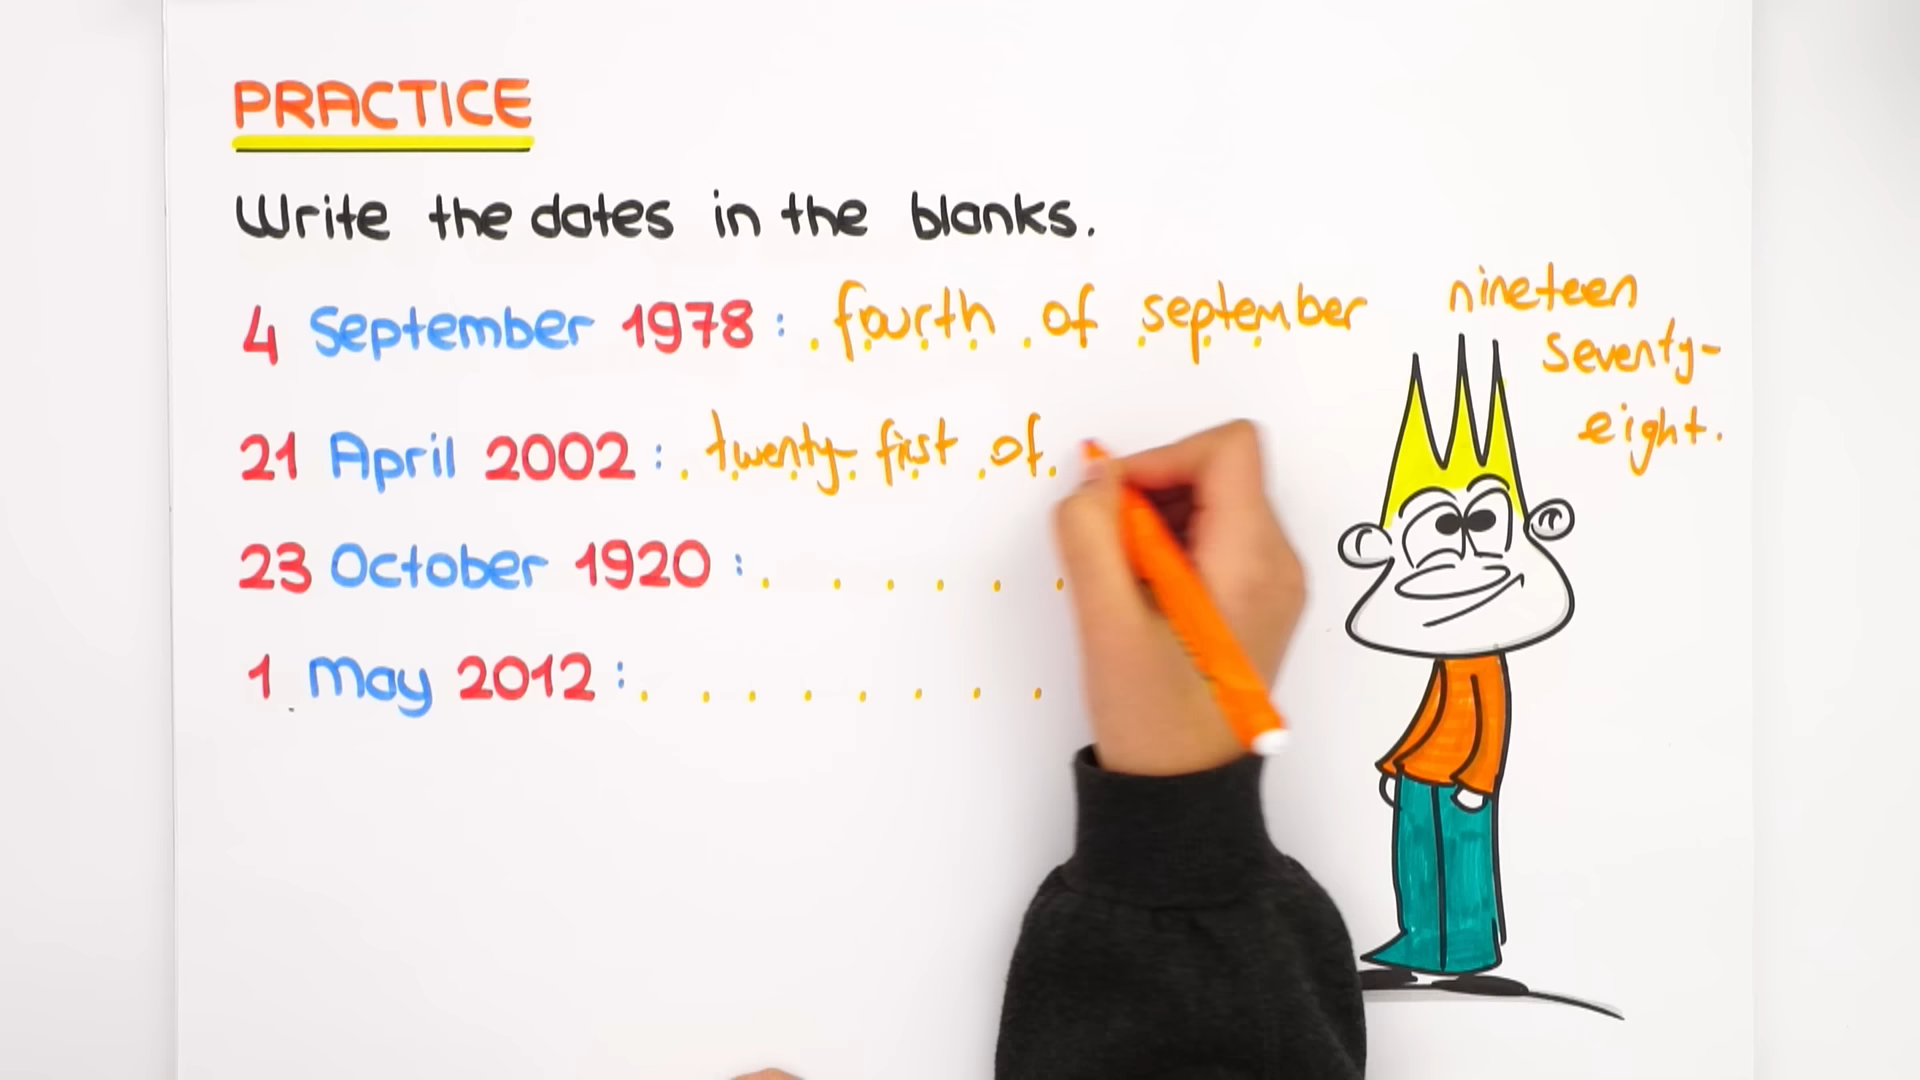 PRACTICE
Write the dates in the blanks.
4 September 1978 : fourth of september nineteen
seventy-
eight.
21 April 2002 : twenty-first of
23 October 1920 :
1 May 2012 :